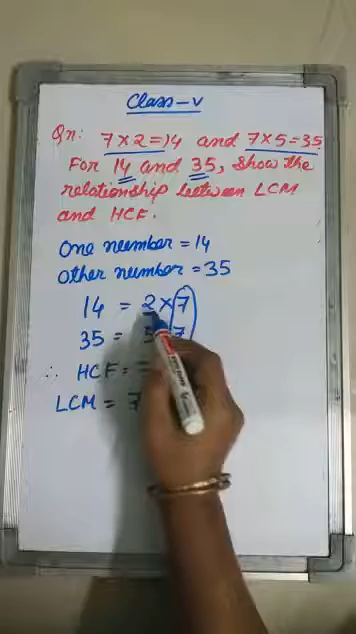 Class-V
Qn: 7×2=14 and 7×5=35
For 14 and 35, show the
relationship between LCM
and HCF.
One number = 14
Other number = 35
14 = 2×7
35 = 5 7
∴ HCF =
LCM = 7